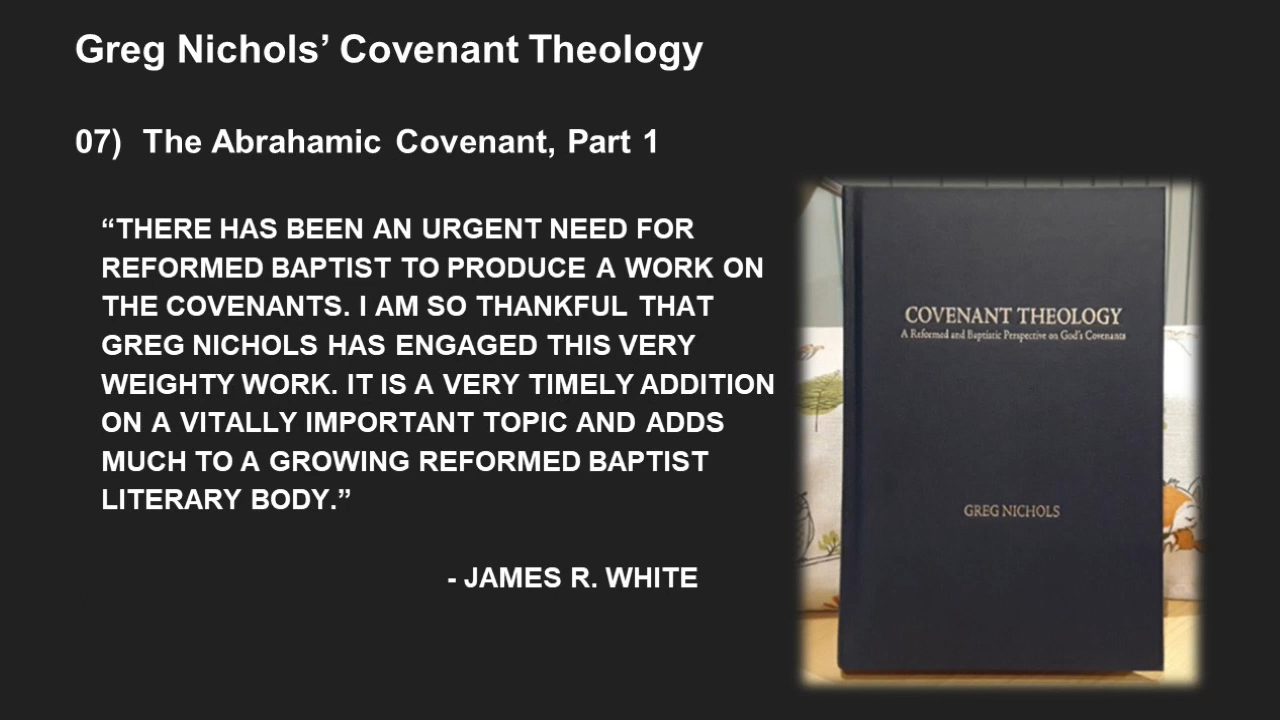 Greg Nichols’ Covenant Theology
07) The Abrahamic Covenant, Part 1
“THERE HAS BEEN AN URGENT NEED FOR
REFORMED BAPTIST TO PRODUCE A WORK ON
THE COVENANTS. I AM SO THANKFUL THAT
GREG NICHOLS HAS ENGAGED THIS VERY
WEIGHTY WORK. IT IS A VERY TIMELY ADDITION
ON A VITALLY IMPORTANT TOPIC AND ADDS
MUCH TO A GROWING REFORMED BAPTIST
LITERARY BODY.”
- JAMES R. WHITE
COVENANT THEOLOGY
A Reformed and Baptistic Perspective on God's Covenants
GREG NICHOLS